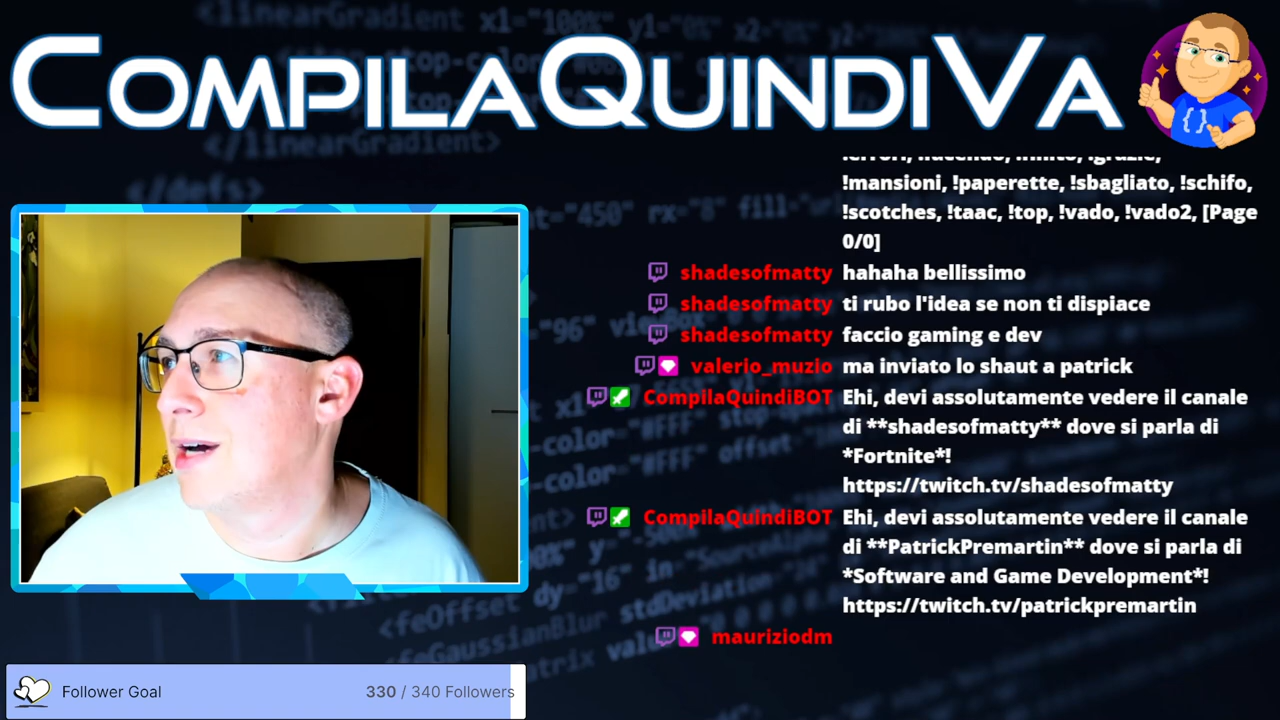 COMPILAQUINDIVA
!errori, !facendo, !finito, !grazie,
!mansioni, !paperette, !sbagliato, !schifo,
!scotches, !taac, !top, !vado, !vado2, [Page
0/0]
shadesofmatty hahaha bellissimo
shadesofmatty ti rubo l'idea se non ti dispiace
shadesofmatty faccio gaming e dev
valerio_muzio ma inviato lo shaut a patrick
CompilaQuindiBOT Ehi, devi assolutamente vedere il canale
di **shadesofmatty** dove si parla di
*Fortnite*!
https://twitch.tv/shadesofmatty
CompilaQuindiBOT Ehi, devi assolutamente vedere il canale
di **PatrickPremartin** dove si parla di
*Software and Game Development*!
https://twitch.tv/patrickpremartin
mauriziodm
Follower Goal 330 / 340 Followers